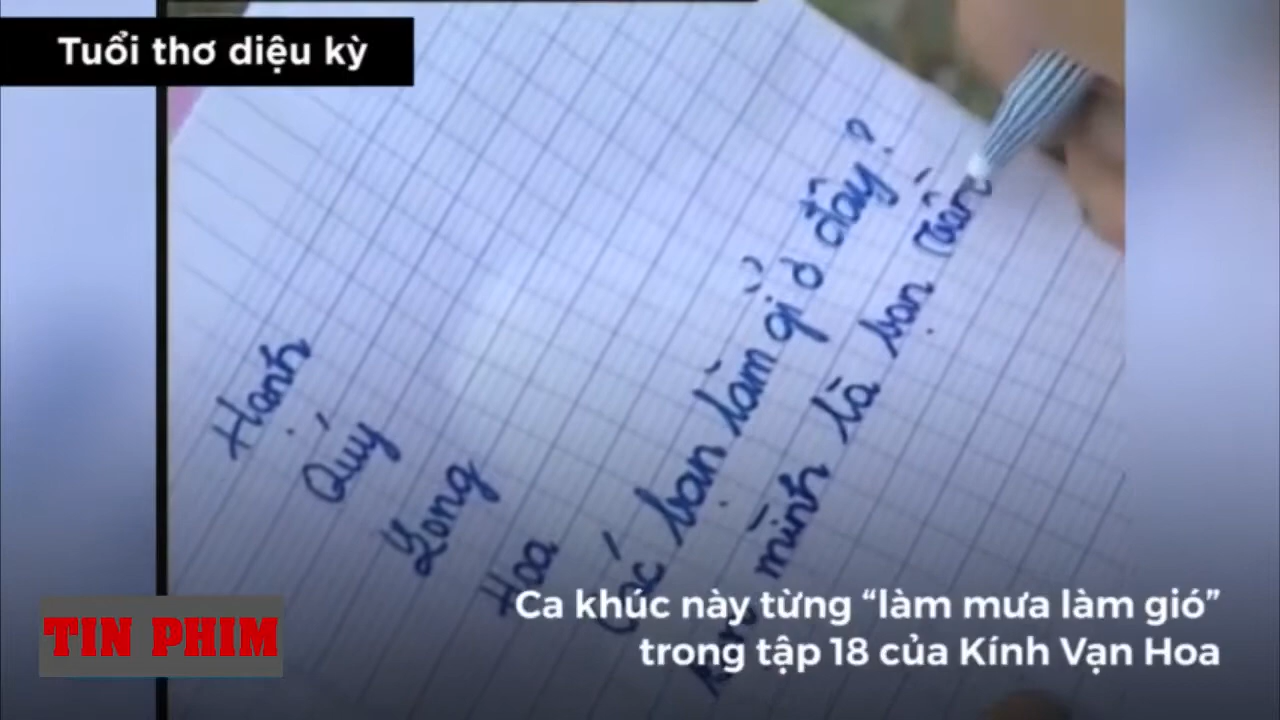 Tuổi thơ diệu kỳ
Hạnh
Quý
Long
Hoa
Các bạn làm gì ở đây?
mình là bạn
Ca khúc này từng “làm mưa làm gió”
trong tập 18 của Kính Vạn Hoa
TIN PHIM